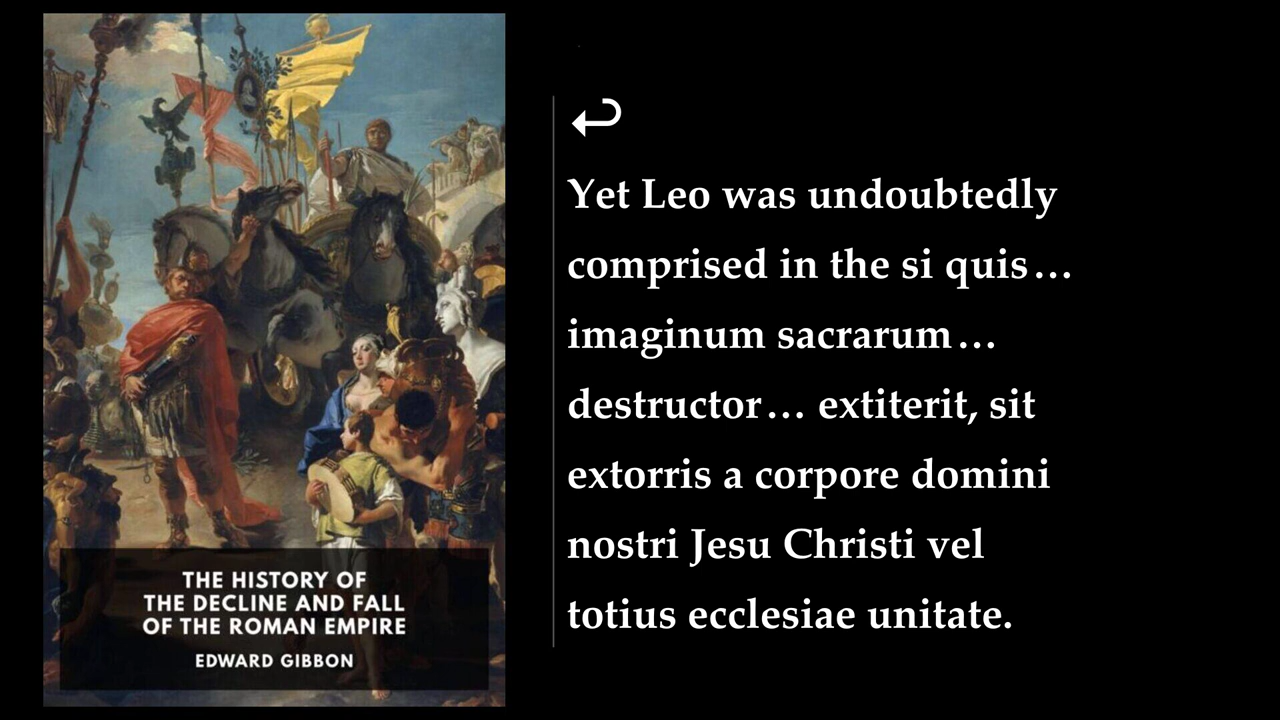 THE HISTORY OF
THE DECLINE AND FALL
OF THE ROMAN EMPIRE
EDWARD GIBBON
↩
Yet Leo was undoubtedly
comprised in the si quis…
imaginum sacrarum…
destructor… extiterit, sit
extorris a corpore domini
nostri Jesu Christi vel
totius ecclesiae unitate.